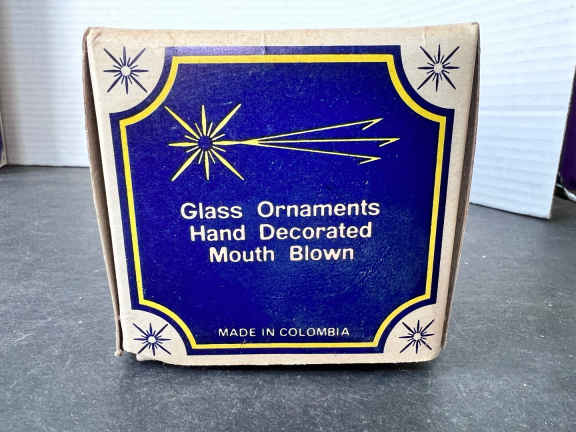 Glass Ornaments
Hand Decorated
Mouth Blown
MADE IN COLOMBIA